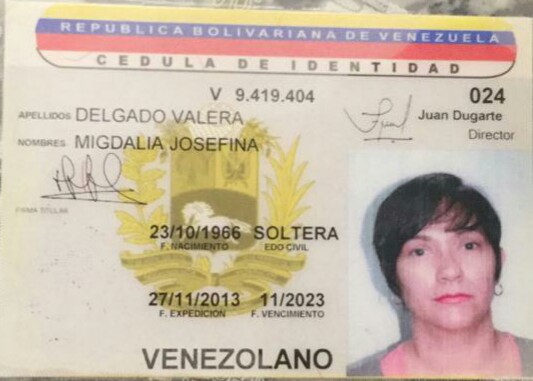 REPUBLICA BOLIVARIANA DE VENEZUELA
CEDULA DE IDENTIDAD
V 9.419.404
024
APELLIDOS DELGADO VALERA
Juan Dugarte
Director
NOMBRES MIGDALIA JOSEFINA
FIRMA TITULAR
23/10/1966 SOLTERA
F. NACIMIENTO EDO CIVIL
27/11/2013 11/2023
F. EXPEDICION F. VENCIMIENTO
VENEZOLANO